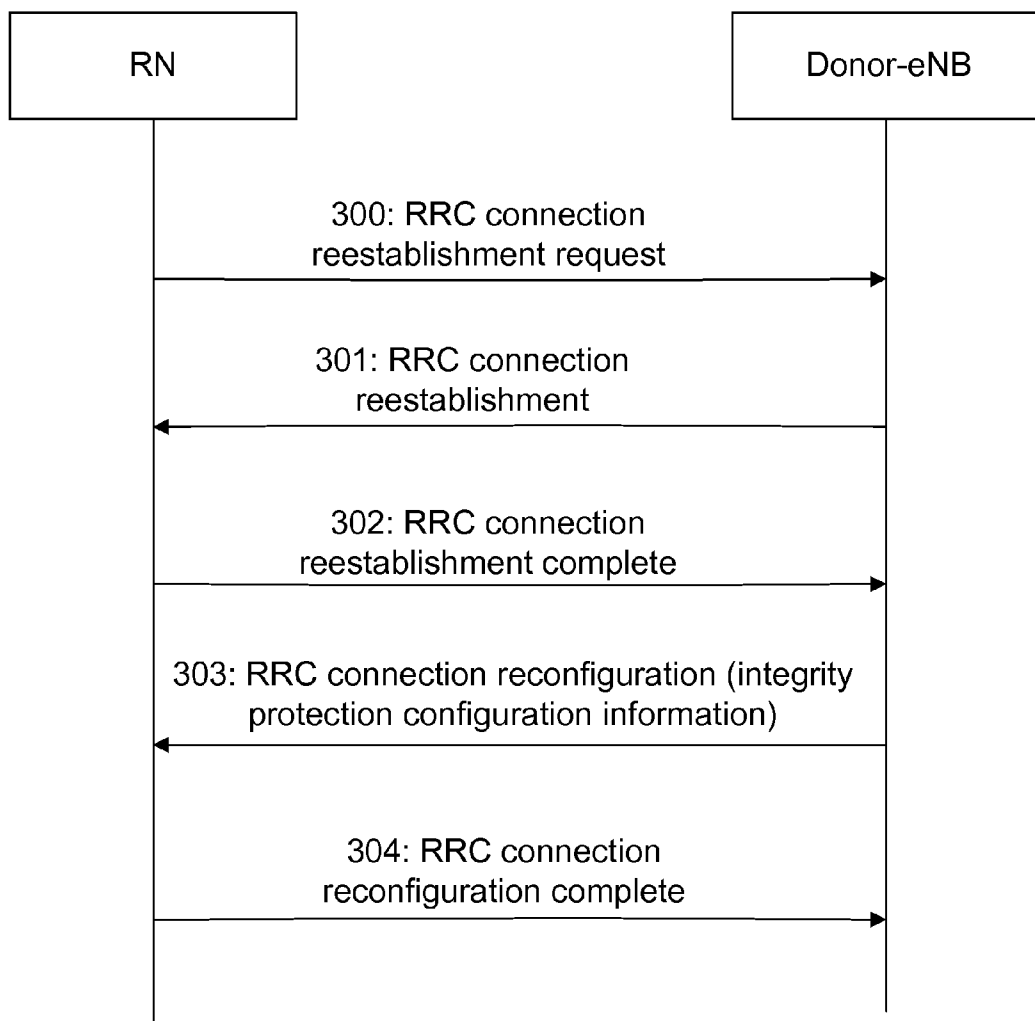 RN
Donor-eNB
300: RRC connection
reestablishment request
301: RRC connection
reestablishment
302: RRC connection
reestablishment complete
303: RRC connection reconfiguration (integrity
protection configuration information)
304: RRC connection
reconfiguration complete